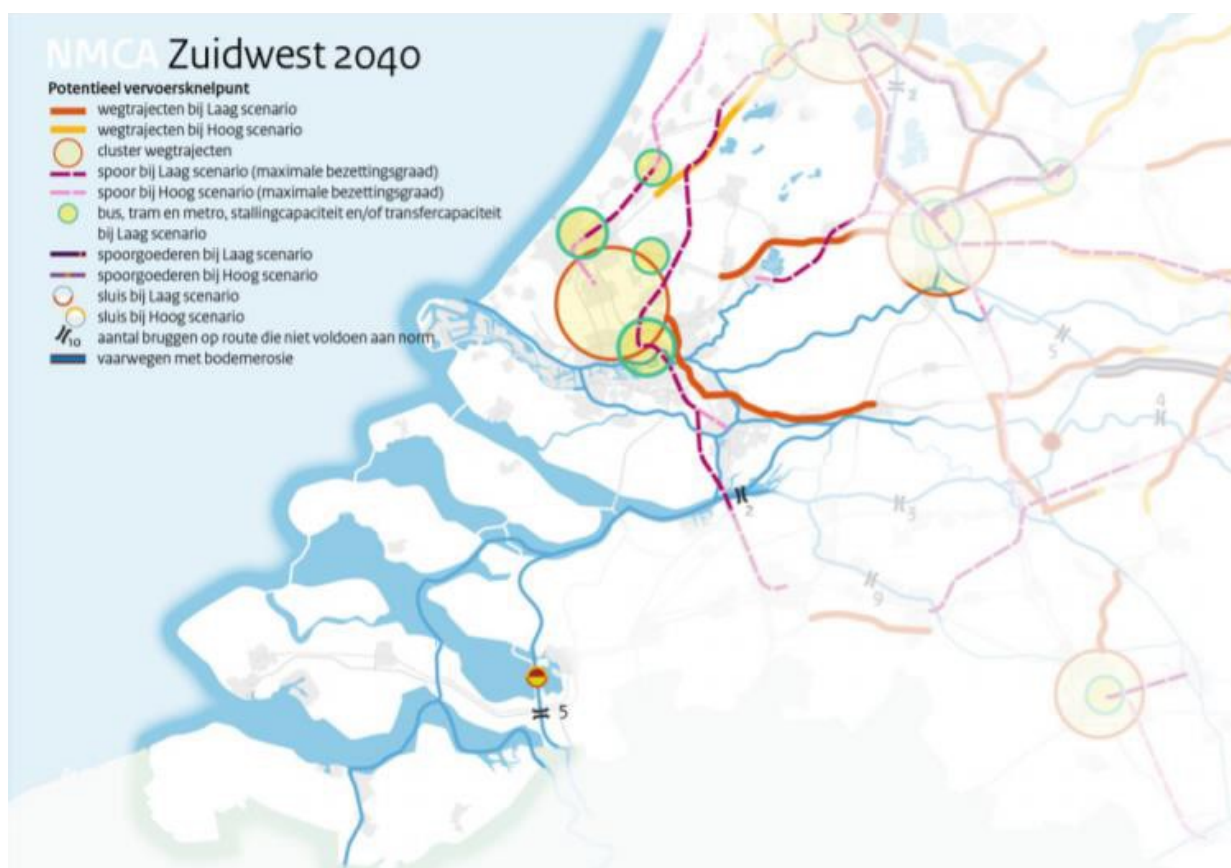 NMCA Zuidwest 2040
Potentieel vervoersknelpunt
wegtrajecten bij Laag scenario
wegtrajecten bij Hoog scenario
cluster wegtrajecten
spoor bij Laag scenario (maximale bezettingsgraad)
spoor bij Hoog scenario (maximale bezettingsgraad)
bus, tram en metro, stallingcapaciteit en/of transfercapaciteit
bij Laag scenario
spoorgoederen bij Laag scenario
spoorgoederen bij Hoog scenario
sluis bij Laag scenario
sluis bij Hoog scenario
10 aantal bruggen op route die niet voldoen aan norm
vaarwegen met bodemerosie
2
5
4
2
3
9
5